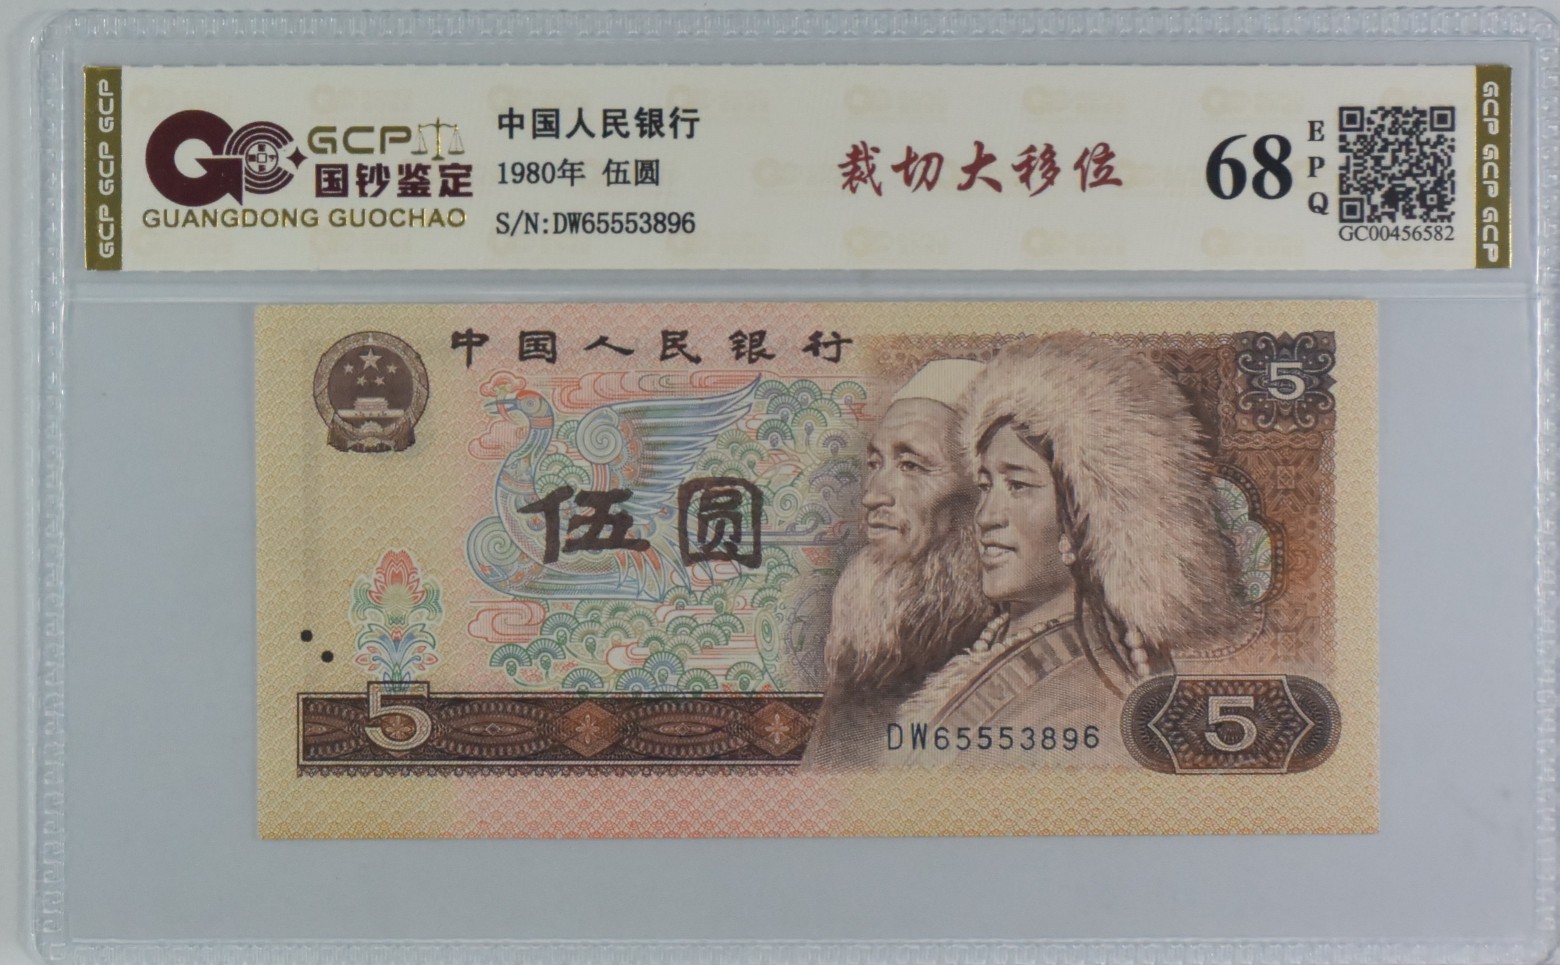 GCP GCP GCP
GCP
国钞鉴定
GUANGDONG GUOCHAO
中国人民银行
1980年 伍圆
S/N:DW65553896
裁切大移位
68
EPQ
GC00456582
GCP GCP GCP
中国人民银行
5
伍圆
5
DW65553896
5